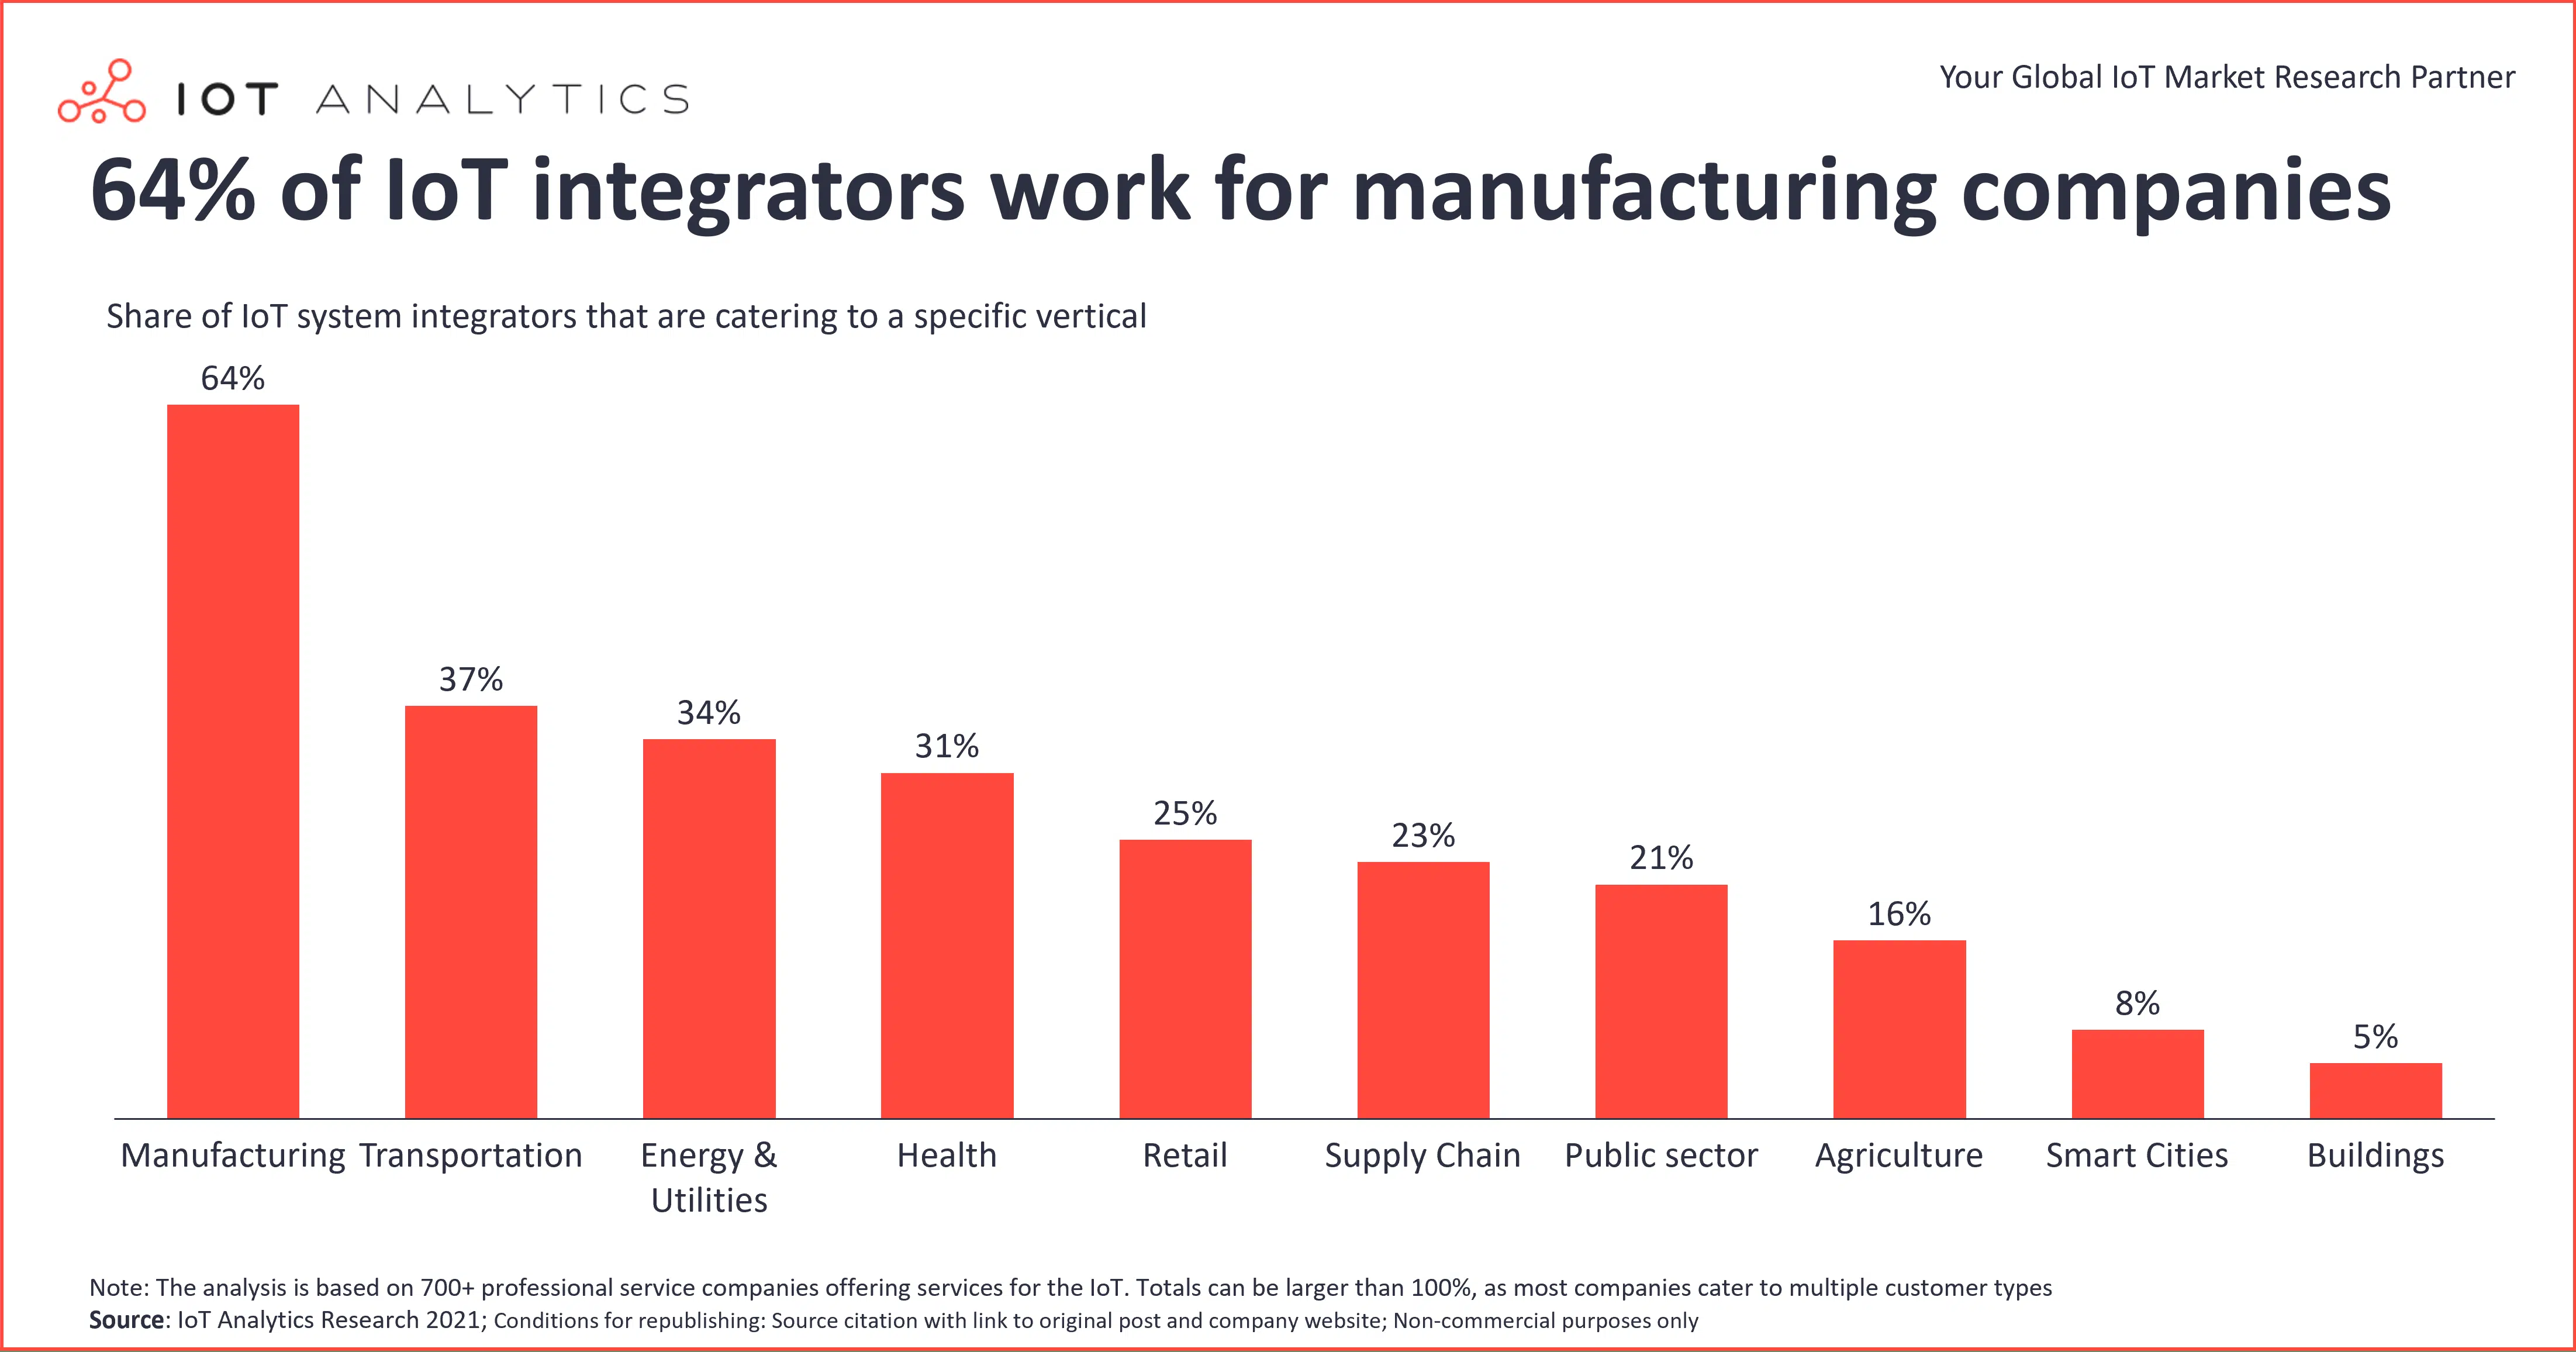 IOT ANALYTICS
Your Global IoT Market Research Partner
64% of IoT integrators work for manufacturing companies
Share of IoT system integrators that are catering to a specific vertical
64%
37%
34%
31%
25%
23%
21%
16%
8%
5%
Manufacturing
Transportation
Energy &
Utilities
Health
Retail
Supply Chain
Public sector
Agriculture
Smart Cities
Buildings
Note: The analysis is based on 700+ professional service companies offering services for the IoT. Totals can be larger than 100%, as most companies cater to multiple customer types
Source: IoT Analytics Research 2021; Conditions for republishing: Source citation with link to original post and company website; Non-commercial purposes only